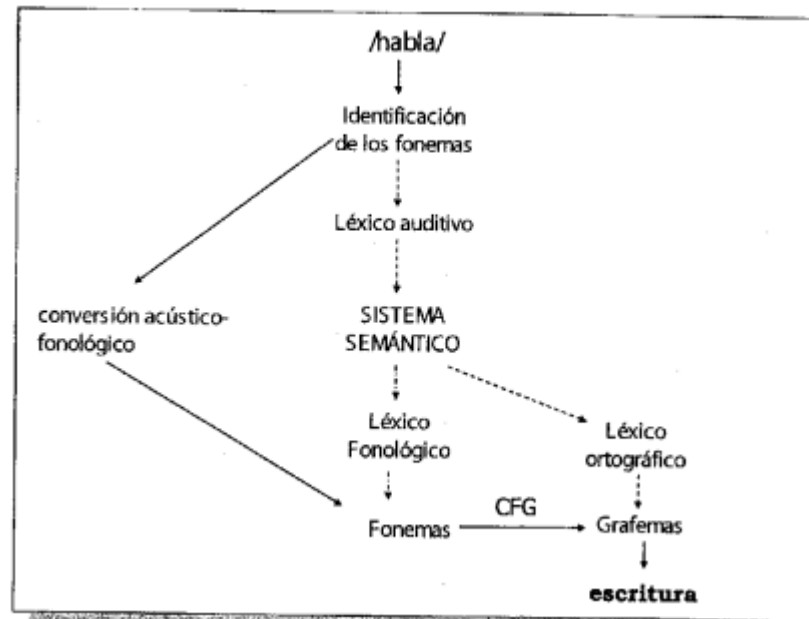 /habla/
Identificación
de los fonemas
Léxico auditivo
conversión acústico-
fonológico
SISTEMA
SEMÁNTICO
Léxico
Fonológico
Léxico
ortográfico
Fonemas
CFG
Grafemas
escritura